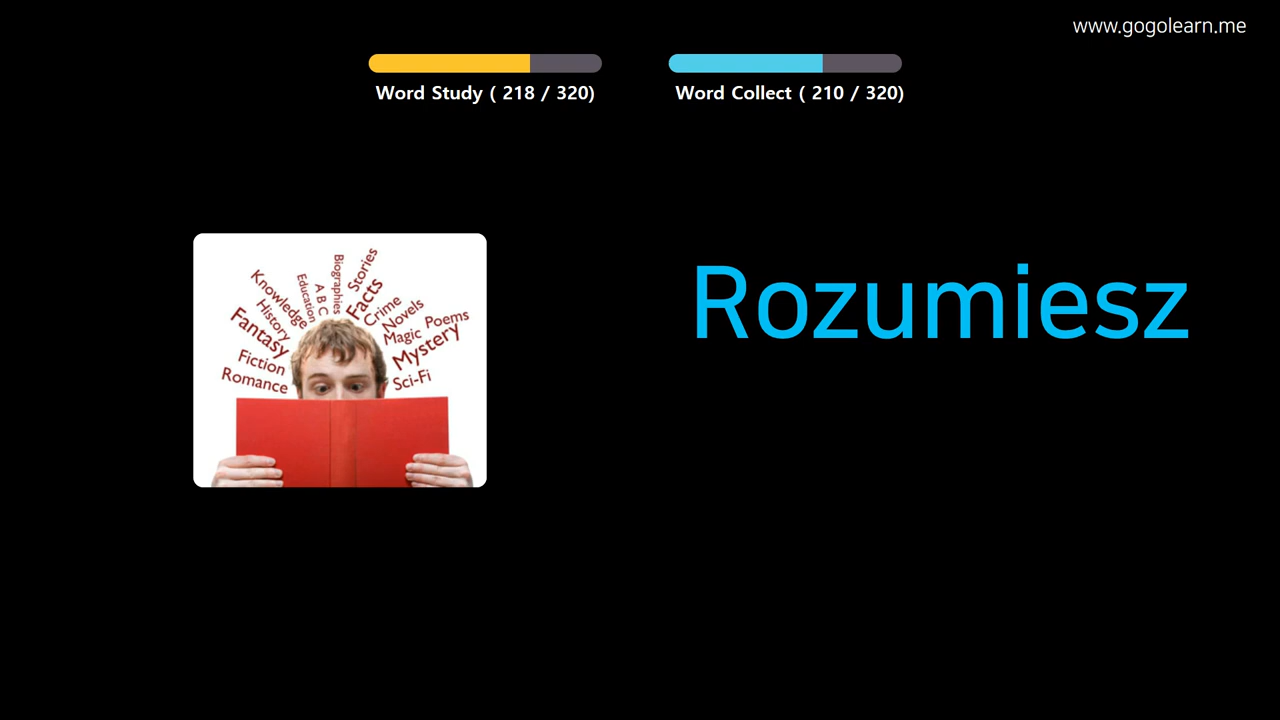 www.gogolearn.me
Word Study ( 218 / 320)
Word Collect ( 210 / 320)
Rozumiesz
Knowledge
History
Fantasy
Fiction
Romance
Education
A B C
Biographies
Stories
Facts
Crime
Novels
Magic
Poems
Mystery
Sci-Fi